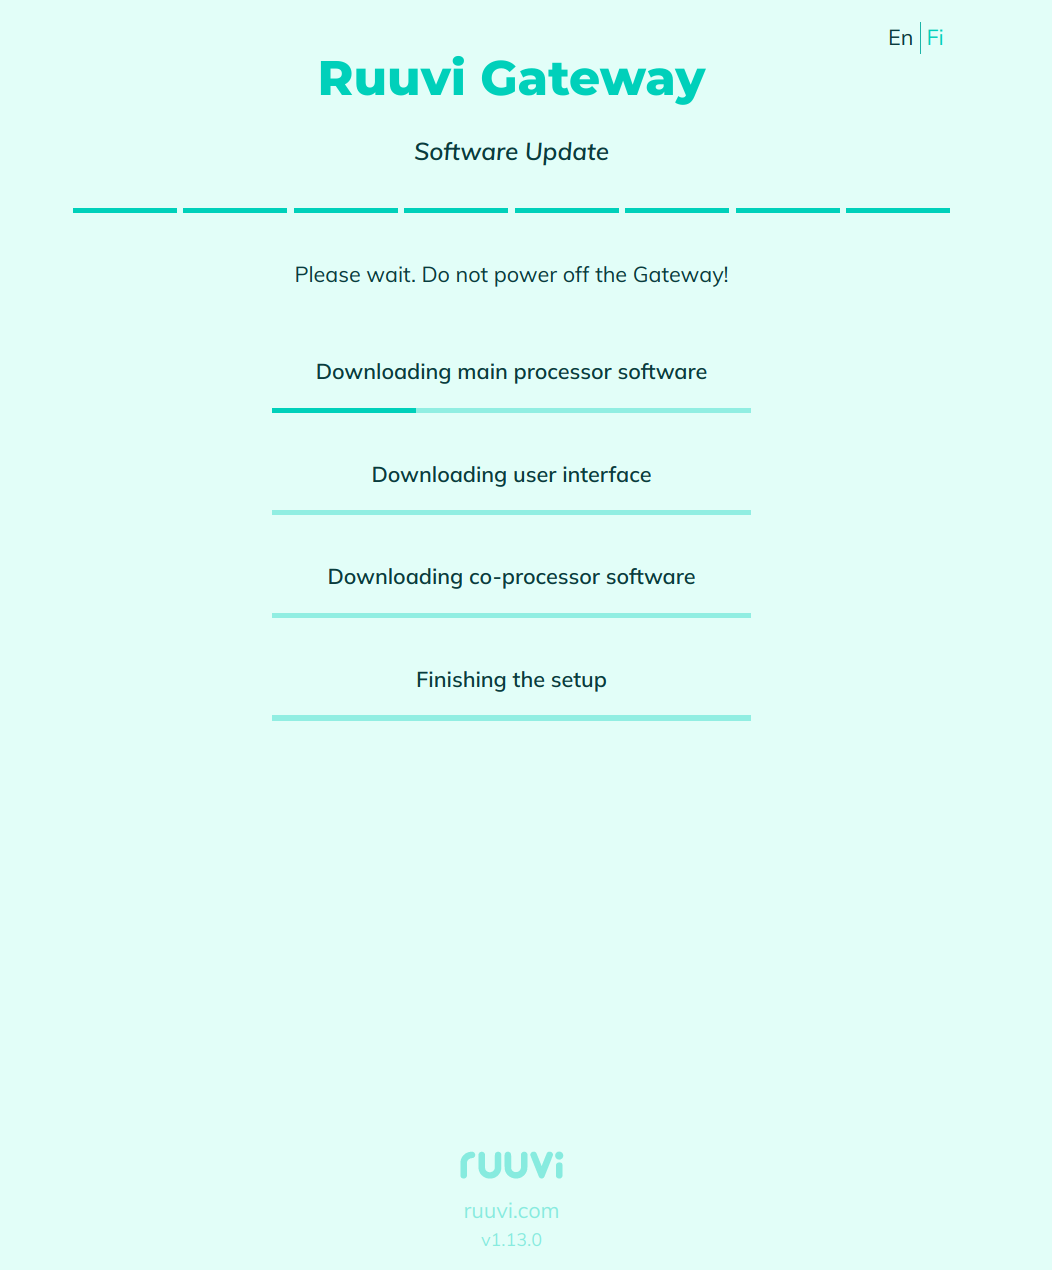 En Fi
Ruuvi Gateway
Software Update
Please wait. Do not power off the Gateway!
Downloading main processor software
Downloading user interface
Downloading co-processor software
Finishing the setup
ruuvi
ruuvi.com
v1.13.0